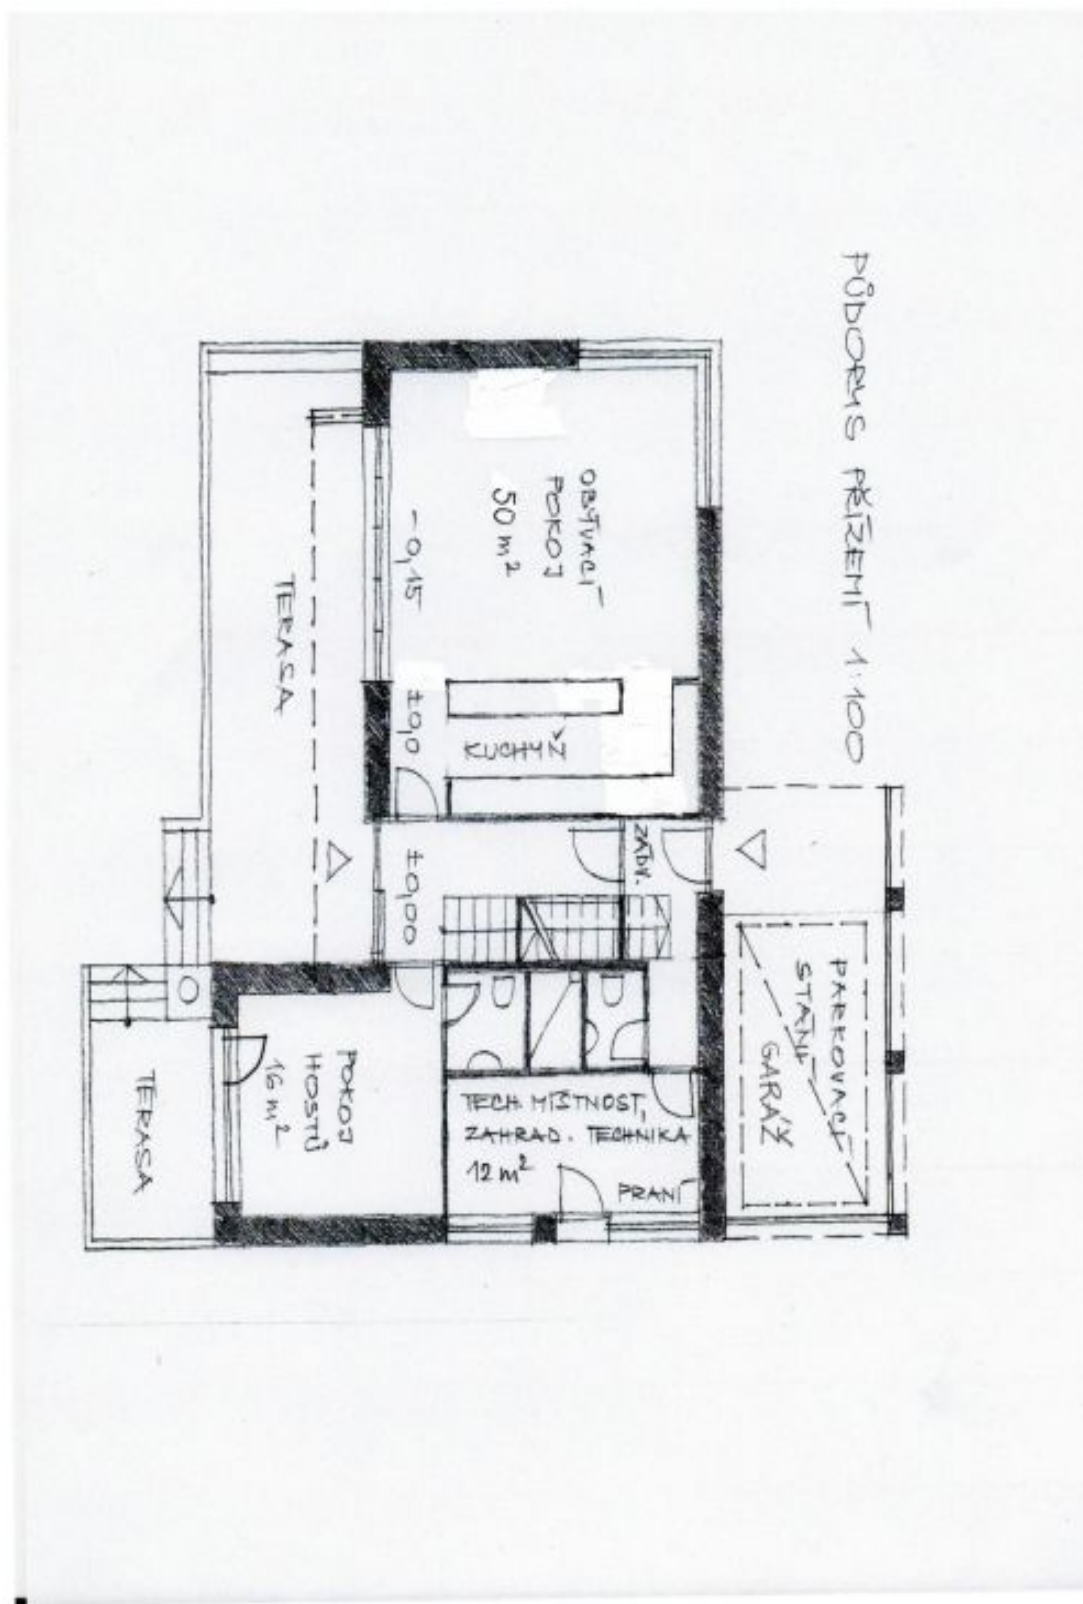 PŮDORYS PŘÍZEMÍ 1:100
OBÝVACÍ
POKOJ
50 m²
-0,15
TERASA
±0,0
KUCHYŇ
±0,00
ZÁDV.
PARKOVACÍ
STÁNÍ
GARÁŽ
POKOJ
HOSTŮ
16 m²
TERASA
TECH. MÍSTNOST,
ZAHRAD. TECHNIKA
12 m²
PRANÍ